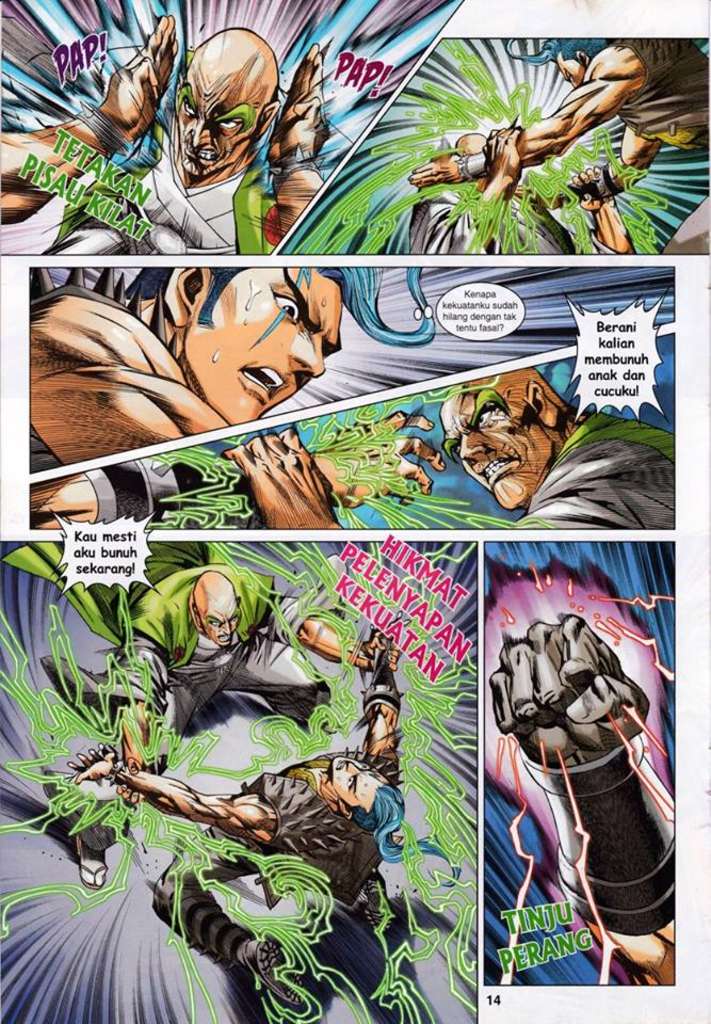 PAP!
PAP!
TETAKAN
PISAU KILAT
Kenapa
kekuatanku sudah
hilang dengan tak
tentu fasal?
Berani
kalian
membunuh
anak dan
cucuku!
Kau mesti
aku bunuh
sekarang!
HIKMAT
PELENYAPAN
KEKUATAN
TINJU
PERANG
14